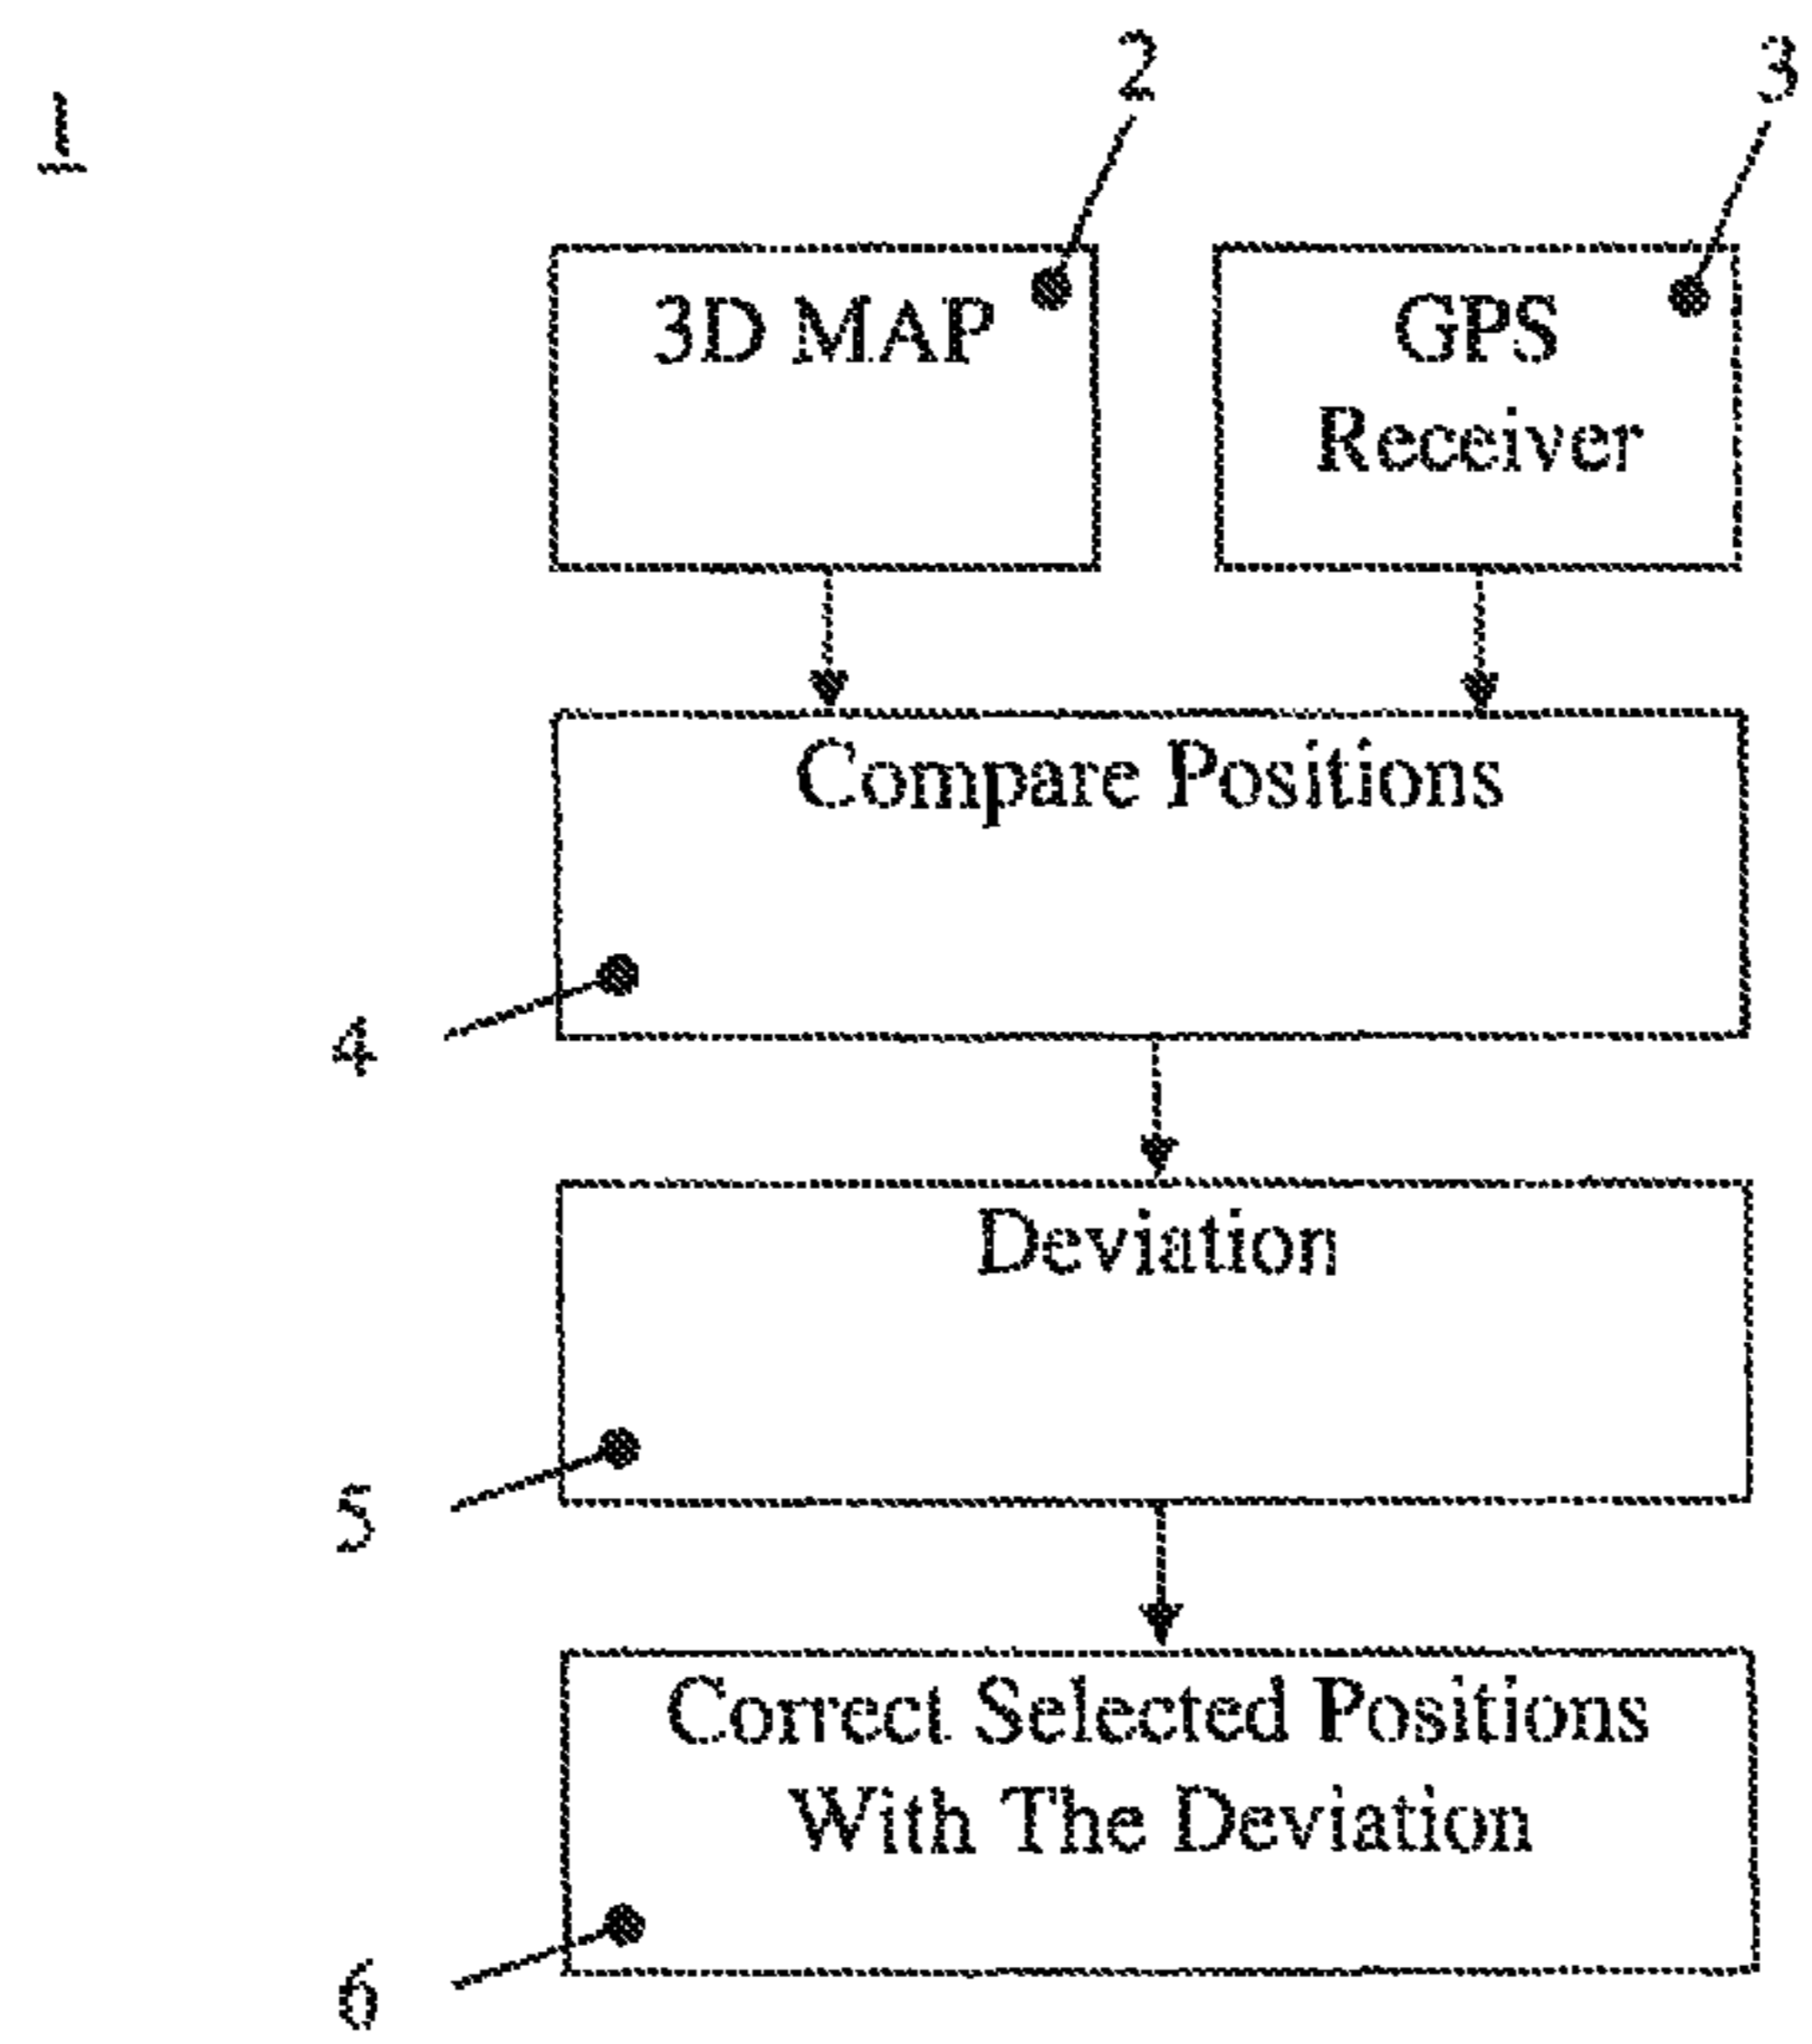 1
2
3
3D MAP
GPS
Receiver
Compare Positions
4
Deviation
5
Correct Selected Positions
With The Deviation
6